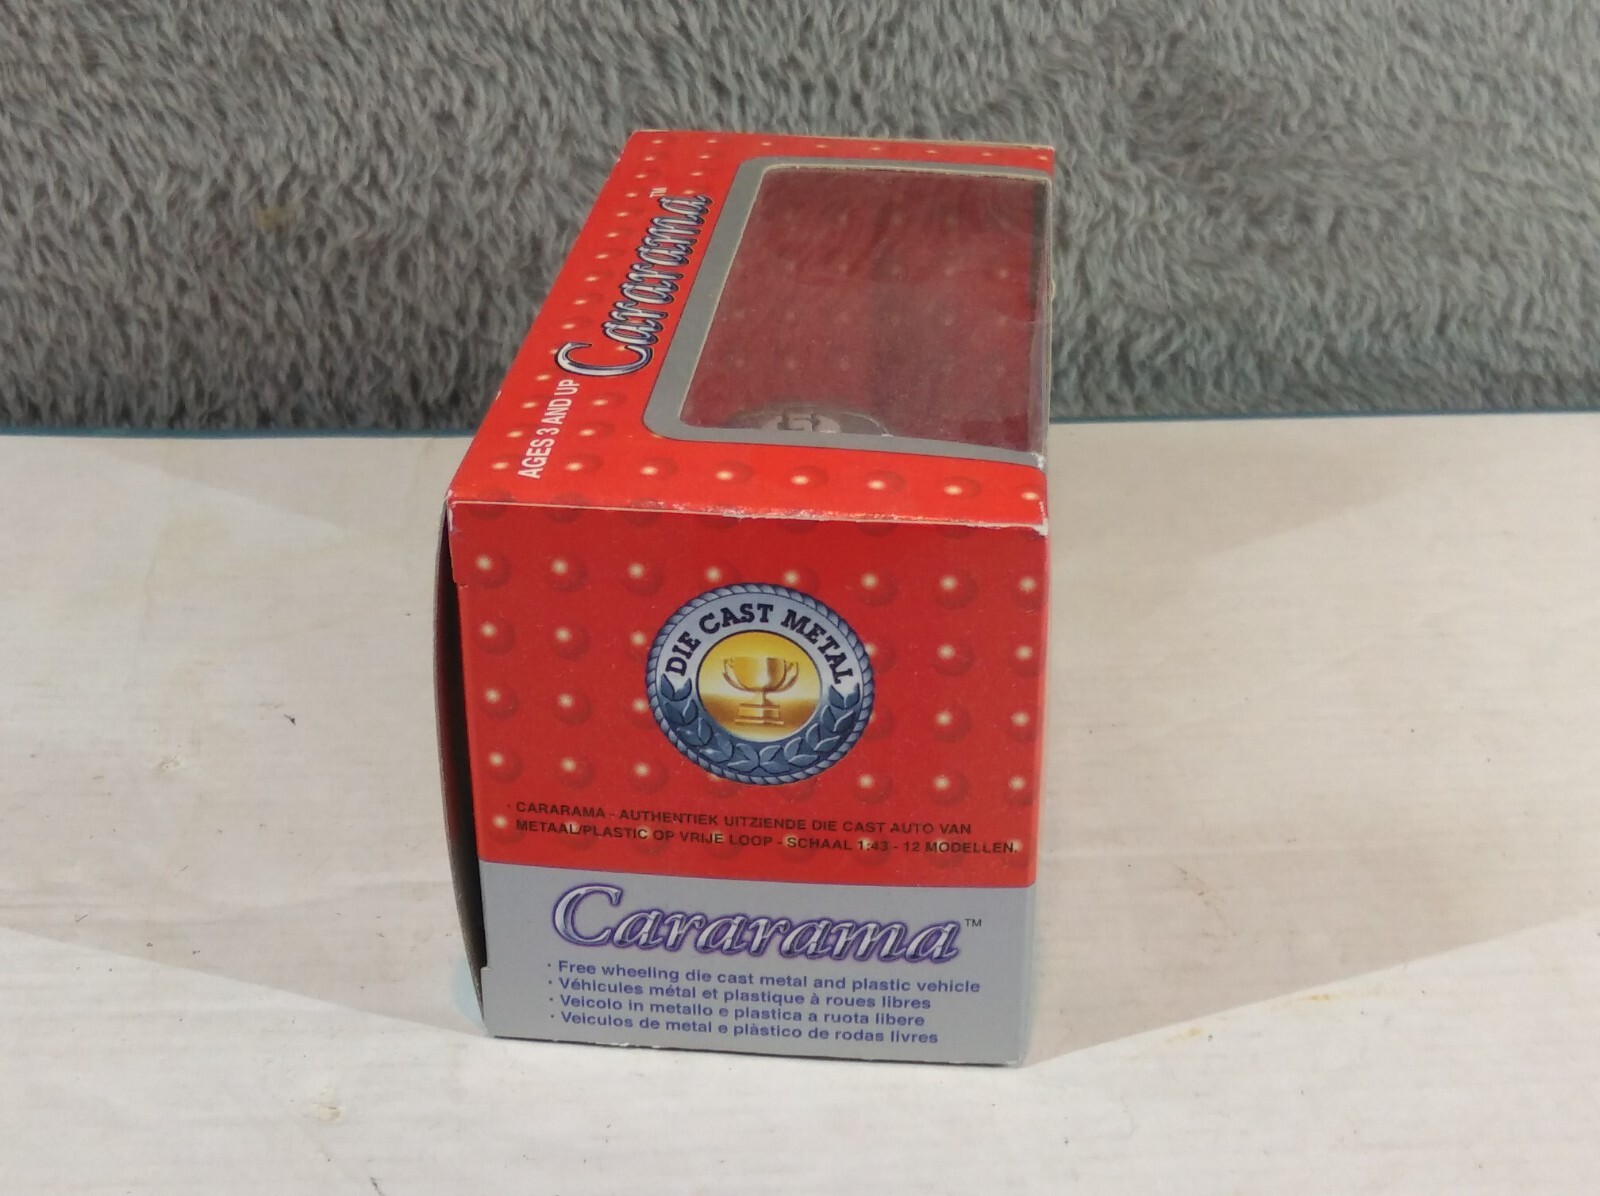 Cararama™
AGES 3 AND UP
DIE CAST METAL
· CARARAMA - AUTHENTIEK UITZIENDE DIE CAST AUTO VAN
METAAL/PLASTIC OP VRIJE LOOP - SCHAAL 1:43 - 12 MODELLEN.
Cararama™
· Free wheeling die cast metal and plastic vehicle
· Véhicules métal et plastique à roues libres
· Veicolo in metallo e plastica a ruota libere
· Veiculos de metal e plàstico de rodas livres